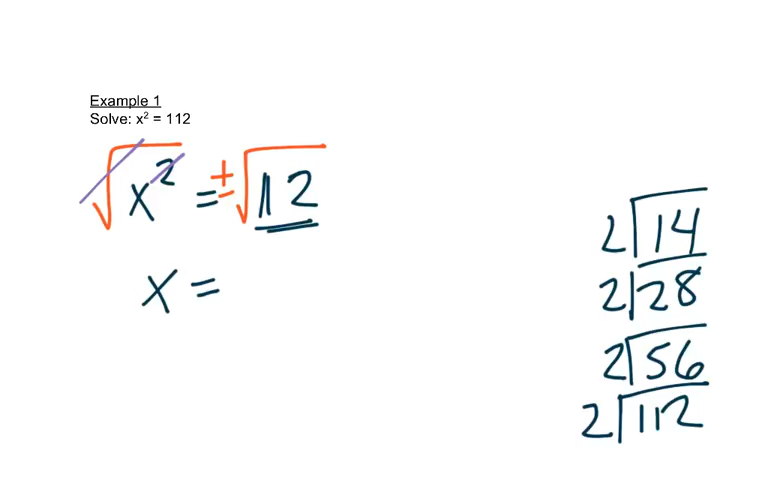 Example 1
Solve: x² = 112
√x² = ±√112
x =
2√14
2√28
2√56
2√112